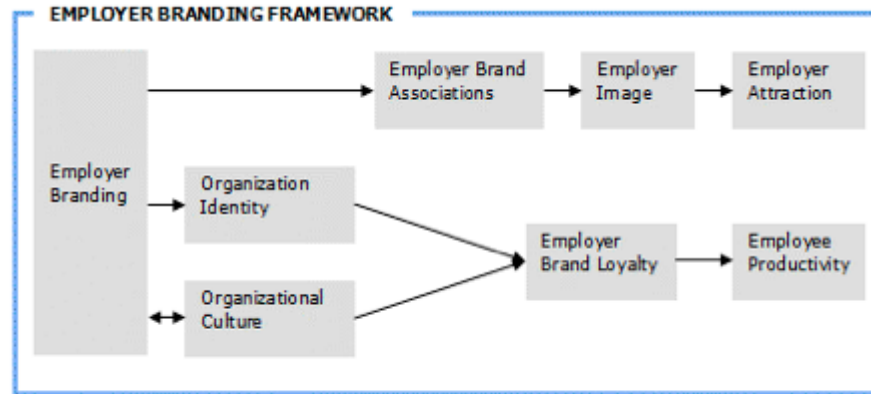 EMPLOYER BRANDING FRAMEWORK
Employer Brand
Associations
Employer
Image
Employer
Attraction
Employer
Branding
Organization
Identity
Employer
Brand Loyalty
Employee
Productivity
Organizational
Culture